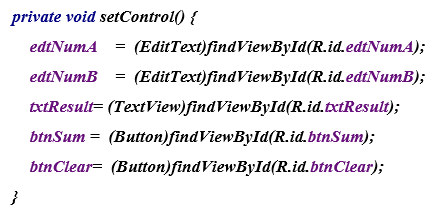 private void setControl() {
edtNumA = (EditText)findViewById(R.id.edtNumA);
edtNumB = (EditText)findViewById(R.id.edtNumB);
txtResult= (TextView)findViewById(R.id.txtResult);
btnSum = (Button)findViewById(R.id.btnSum);
btnClear= (Button)findViewById(R.id.btnClear);
}